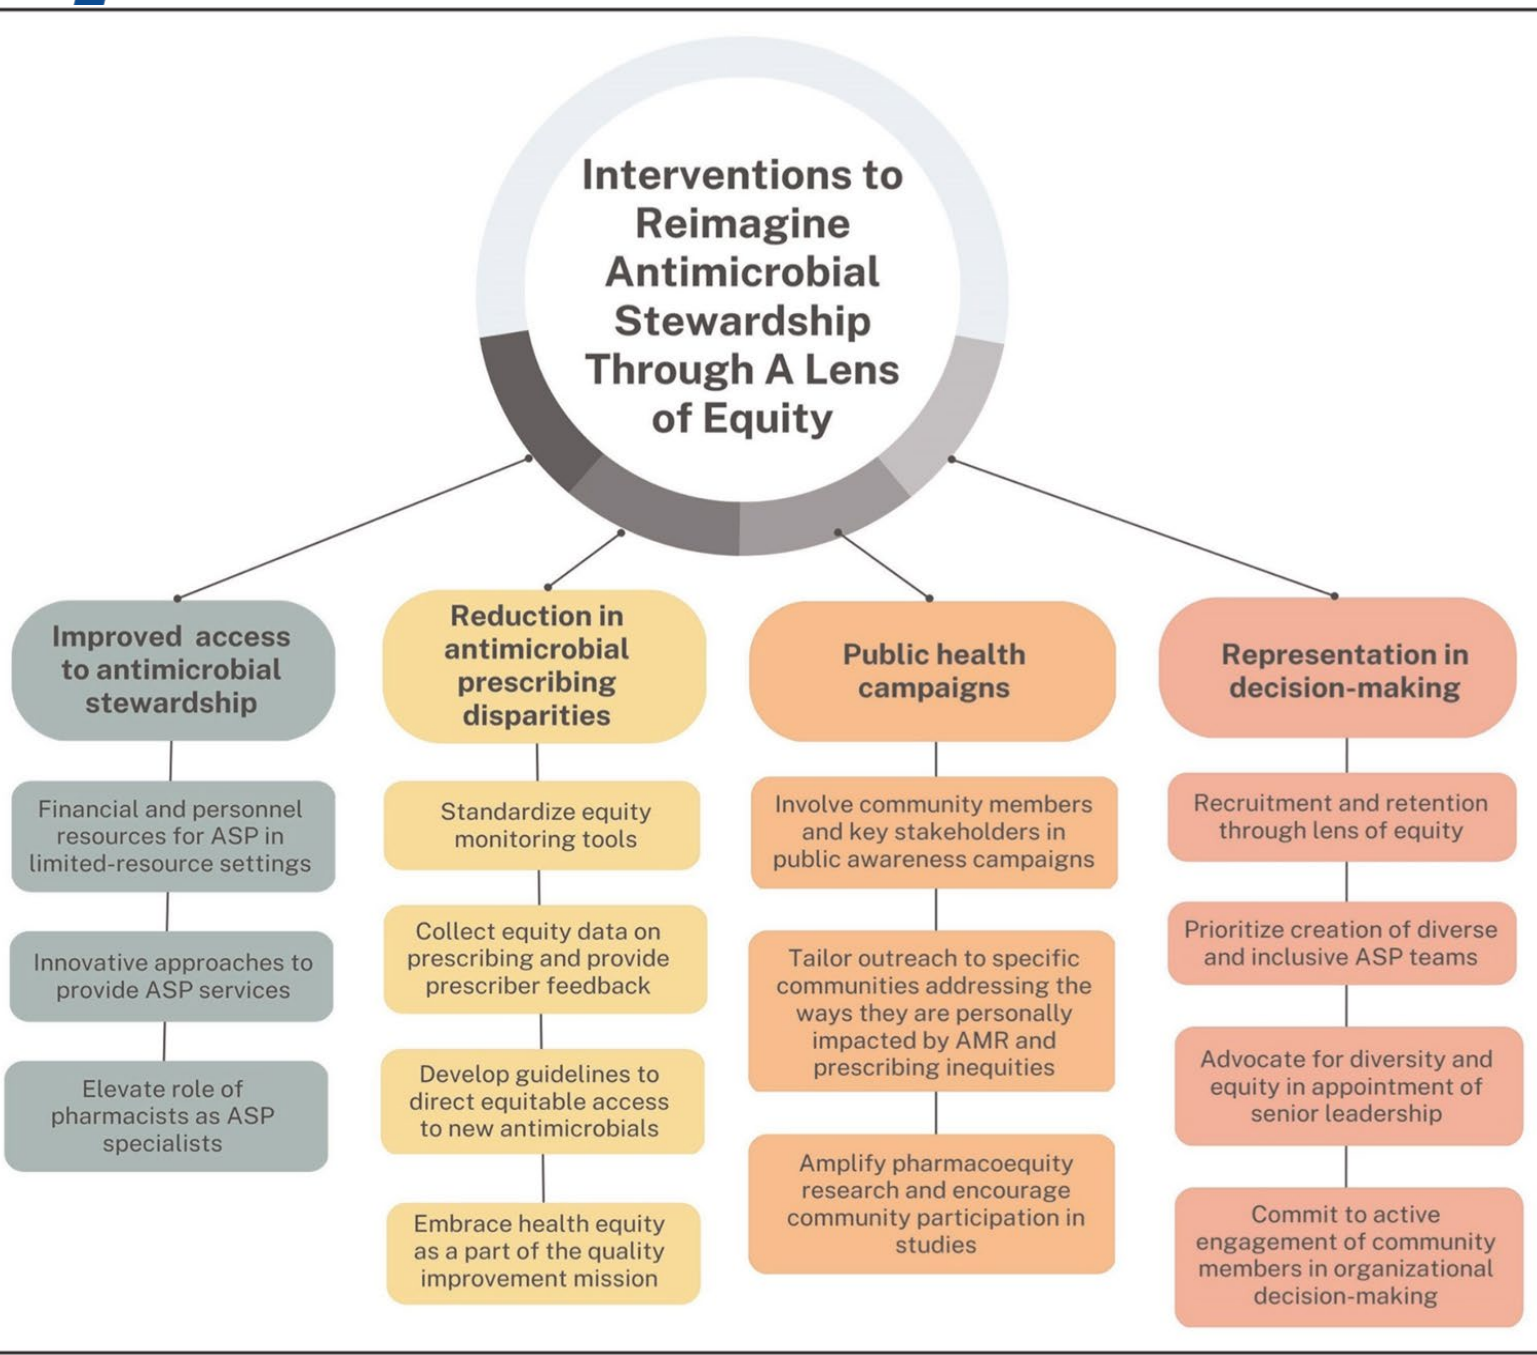 Interventions to
Reimagine
Antimicrobial
Stewardship
Through A Lens
of Equity
Improved access
to antimicrobial
stewardship
Financial and personnel
resources for ASP in
limited-resource settings
Innovative approaches to
provide ASP services
Elevate role of
pharmacists as ASP
specialists
Reduction in
antimicrobial
prescribing
disparities
Standardize equity
monitoring tools
Collect equity data on
prescribing and provide
prescriber feedback
Develop guidelines to
direct equitable access
to new antimicrobials
Embrace health equity
as a part of the quality
improvement mission
Public health
campaigns
Involve community members
and key stakeholders in
public awareness campaigns
Tailor outreach to specific
communities addressing the
ways they are personally
impacted by AMR and
prescribing inequities
Amplify pharmacoequity
research and encourage
community participation in
studies
Representation in
decision-making
Recruitment and retention
through lens of equity
Prioritize creation of diverse
and inclusive ASP teams
Advocate for diversity and
equity in appointment of
senior leadership
Commit to active
engagement of community
members in organizational
decision-making